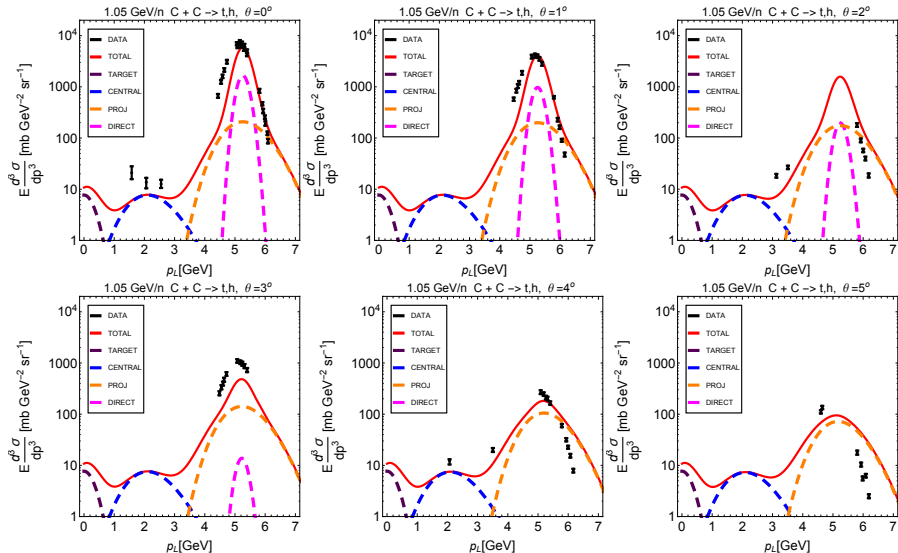 1.05 GeV/n C + C -> t,h, θ=0°
E d³σ/dp³ [mb GeV⁻² sr⁻¹]
10⁴
1000
100
10
1
DATA
TOTAL
TARGET
CENTRAL
PROJ
DIRECT
0 1 2 3 4 5 6 7
p_L[GeV]
1.05 GeV/n C + C -> t,h, θ=1°
E d³σ/dp³ [mb GeV⁻² sr⁻¹]
10⁴
1000
100
10
1
DATA
TOTAL
TARGET
CENTRAL
PROJ
DIRECT
0 1 2 3 4 5 6 7
p_L[GeV]
1.05 GeV/n C + C -> t,h, θ=2°
E d³σ/dp³ [mb GeV⁻² sr⁻¹]
10⁴
1000
100
10
1
DATA
TOTAL
TARGET
CENTRAL
PROJ
DIRECT
0 1 2 3 4 5 6 7
p_L[GeV]
1.05 GeV/n C + C -> t,h, θ=3°
E d³σ/dp³ [mb GeV⁻² sr⁻¹]
10⁴
1000
100
10
1
DATA
TOTAL
TARGET
CENTRAL
PROJ
DIRECT
0 1 2 3 4 5 6 7
p_L[GeV]
1.05 GeV/n C + C -> t,h, θ=4°
E d³σ/dp³ [mb GeV⁻² sr⁻¹]
10⁴
1000
100
10
1
DATA
TOTAL
TARGET
CENTRAL
PROJ
DIRECT
0 1 2 3 4 5 6 7
p_L[GeV]
1.05 GeV/n C + C -> t,h, θ=5°
E d³σ/dp³ [mb GeV⁻² sr⁻¹]
10⁴
1000
100
10
1
DATA
TOTAL
TARGET
CENTRAL
PROJ
DIRECT
0 1 2 3 4 5 6 7
p_L[GeV]